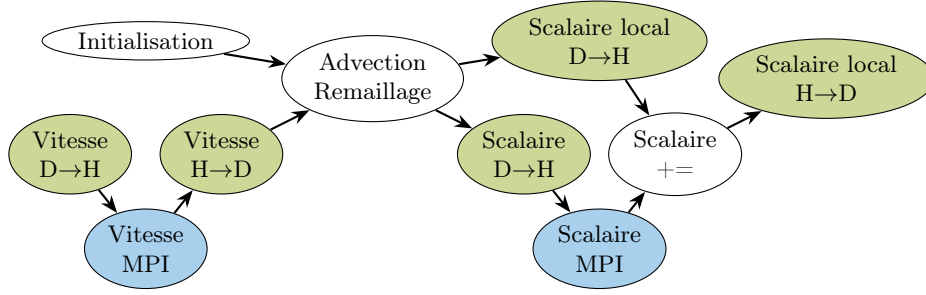 Initialisation
Advection
Remaillage
Scalaire local
D→H
Scalaire local
H→D
Vitesse
D→H
Vitesse
H→D
Scalaire
D→H
Scalaire
+=
Vitesse
MPI
Scalaire
MPI